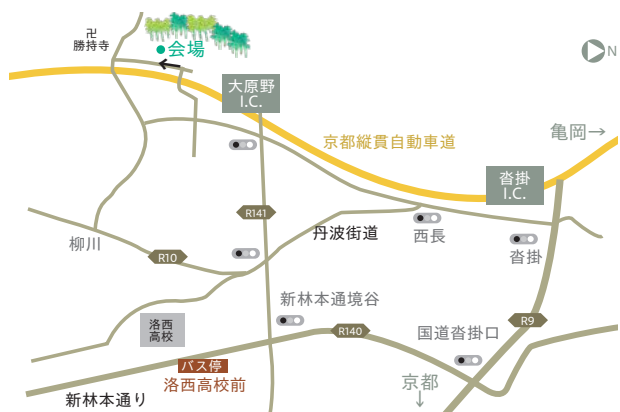 卍
勝持寺
会場
N
大原野
I.C.
亀岡→
京都縦貫自動車道
沓掛
I.C.
R141
丹波街道
西長
柳川
R10
沓掛
新林本通境谷
洛西
高校
R140
国道沓掛口
R9
バス停
洛西高校前
京都
↓
新林本通り